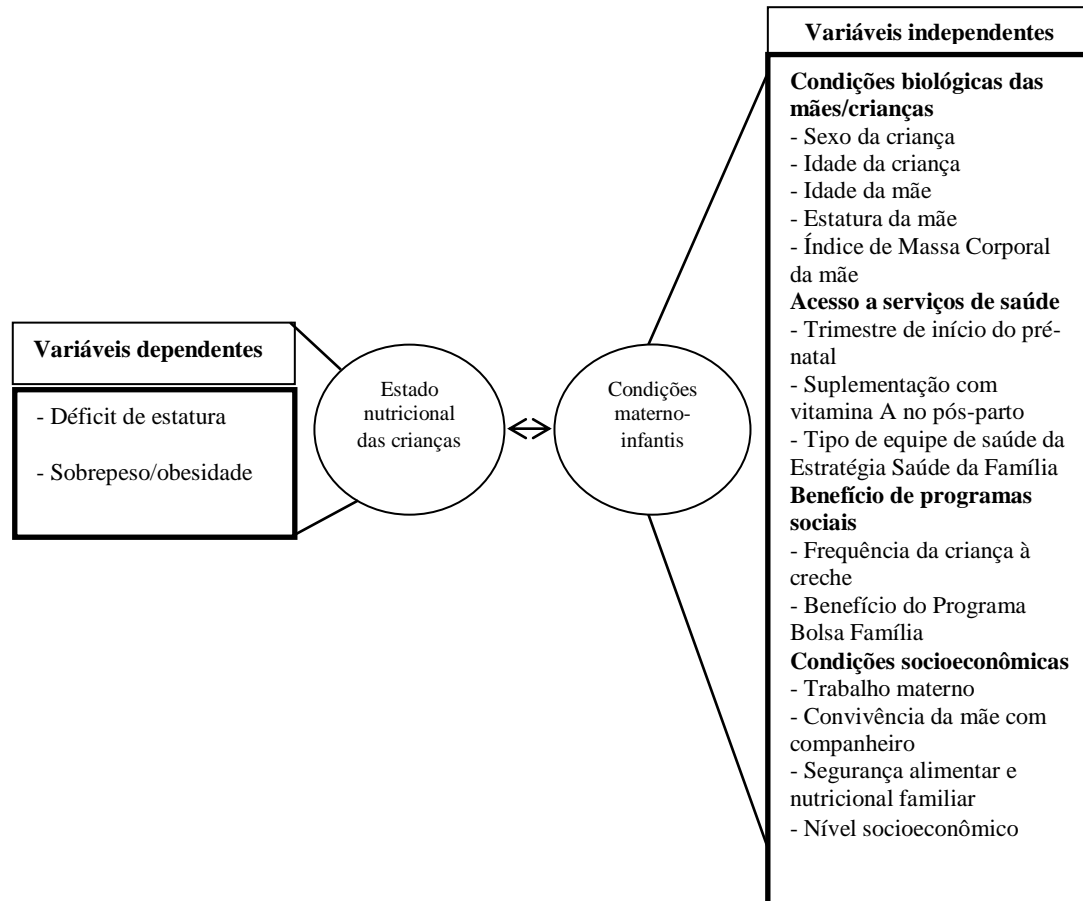 Variáveis dependentes
- Déficit de estatura
- Sobrepeso/obesidade
Estado
nutricional
das crianças
Condições
materno-
infantis
Variáveis independentes
Condições biológicas das
mães/crianças
- Sexo da criança
- Idade da criança
- Idade da mãe
- Estatura da mãe
- Índice de Massa Corporal
da mãe
Acesso a serviços de saúde
- Trimestre de início do pré-
natal
- Suplementação com
vitamina A no pós-parto
- Tipo de equipe de saúde da
Estratégia Saúde da Família
Benefício de programas
sociais
- Frequência da criança à
creche
- Benefício do Programa
Bolsa Família
Condições socioeconômicas
- Trabalho materno
- Convivência da mãe com
companheiro
- Segurança alimentar e
nutricional familiar
- Nível socioeconômico